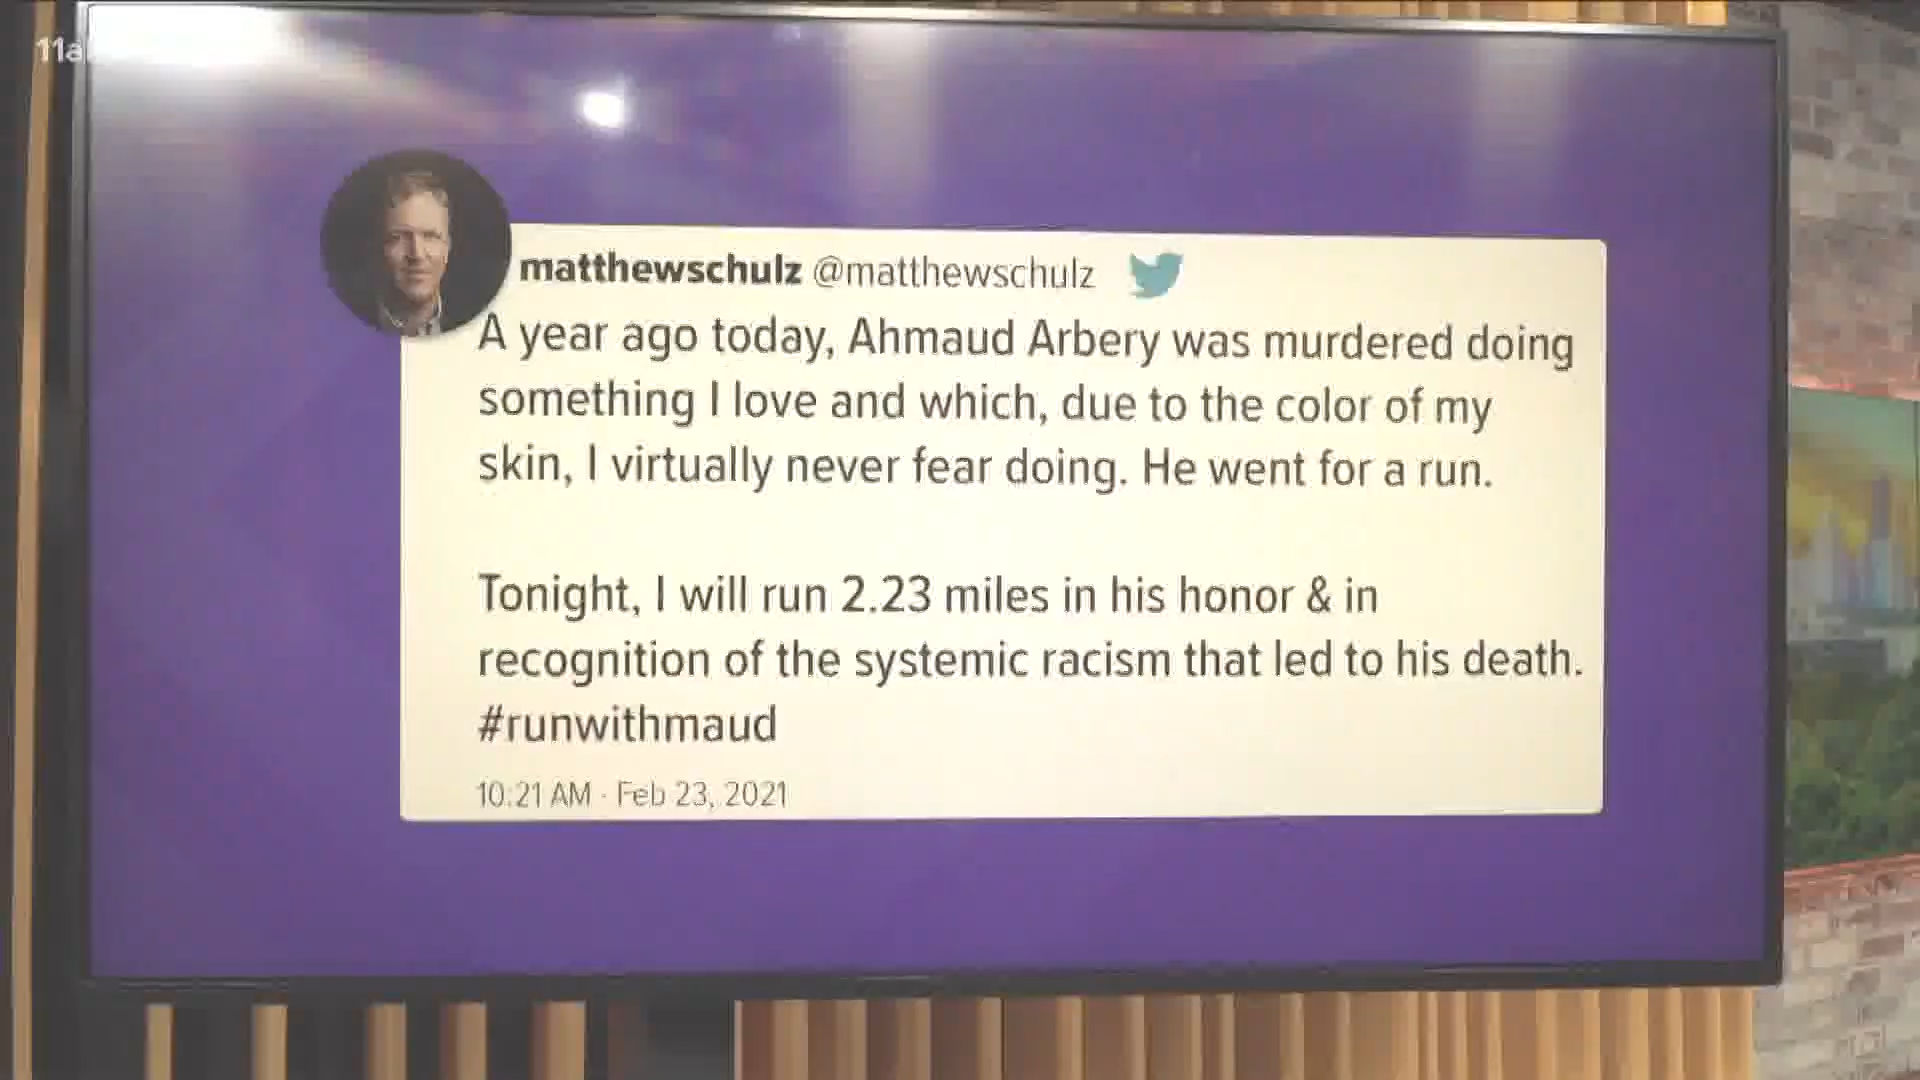 11a
matthewschulz @matthewschulz
A year ago today, Ahmaud Arbery was murdered doing
something I love and which, due to the color of my
skin, I virtually never fear doing. He went for a run.
Tonight, I will run 2.23 miles in his honor & in
recognition of the systemic racism that led to his death.
#runwithmaud
10:21 AM · Feb 23, 2021